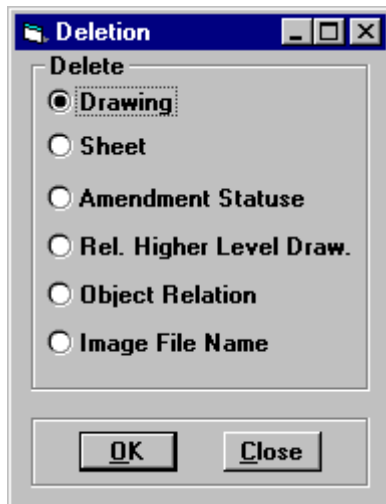 Deletion
Delete
Drawing
Sheet
Amendment Statuse
Rel. Higher Level Draw.
Object Relation
Image File Name
OK Close